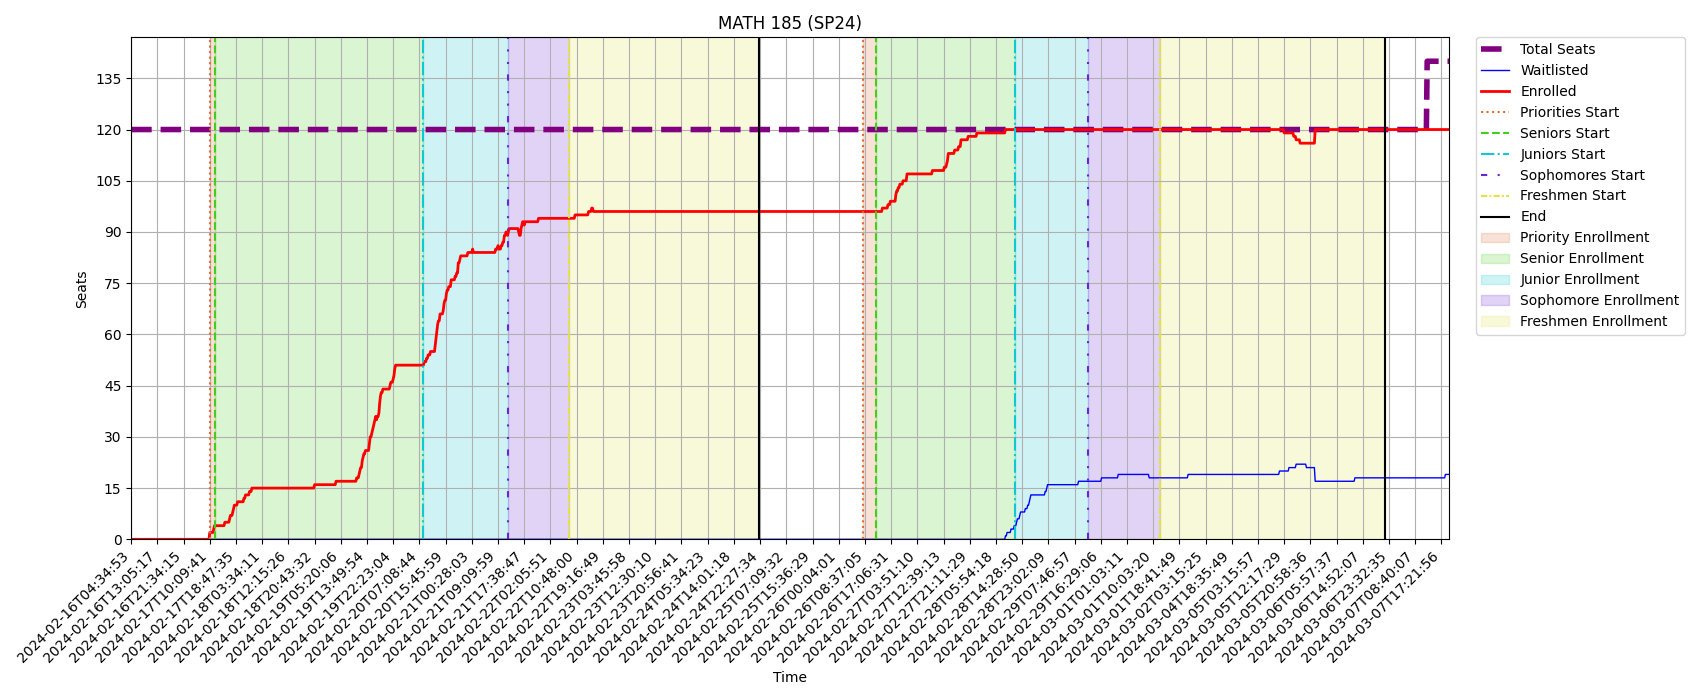 MATH 185 (SP24)
Seats
135
120
105
90
75
60
45
30
15
0
2024-02-16T04:34:53
2024-02-16T13:05:17
2024-02-16T21:34:15
2024-02-17T10:09:41
2024-02-17T18:47:35
2024-02-18T03:34:11
2024-02-18T12:15:26
2024-02-18T20:43:32
2024-02-19T05:20:06
2024-02-19T13:49:54
2024-02-19T22:23:04
2024-02-20T07:08:44
2024-02-20T15:45:59
2024-02-21T00:28:03
2024-02-21T09:09:59
2024-02-21T17:38:47
2024-02-22T02:05:51
2024-02-22T10:48:00
2024-02-22T19:16:49
2024-02-23T03:45:58
2024-02-23T12:30:16
2024-02-23T20:56:41
2024-02-24T05:34:23
2024-02-24T14:01:18
2024-02-24T22:27:34
2024-02-25T07:09:32
2024-02-25T15:36:29
2024-02-26T00:04:01
2024-02-26T08:37:05
2024-02-26T17:06:31
2024-02-27T03:51:10
2024-02-27T12:39:13
2024-02-27T21:11:29
2024-02-28T05:54:18
2024-02-28T14:28:50
2024-02-28T23:02:09
2024-02-29T07:46:57
2024-02-29T16:29:06
2024-03-01T01:03:11
2024-03-01T10:03:20
2024-03-01T18:41:49
2024-03-02T03:15:25
2024-03-04T18:35:49
2024-03-05T03:15:57
2024-03-05T12:17:29
2024-03-05T20:58:36
2024-03-06T05:57:37
2024-03-06T14:52:07
2024-03-06T23:32:35
2024-03-07T08:40:07
2024-03-07T17:21:56
Time
Total Seats
Waitlisted
Enrolled
Priorities Start
Seniors Start
Juniors Start
Sophomores Start
Freshmen Start
End
Priority Enrollment
Senior Enrollment
Junior Enrollment
Sophomore Enrollment
Freshmen Enrollment